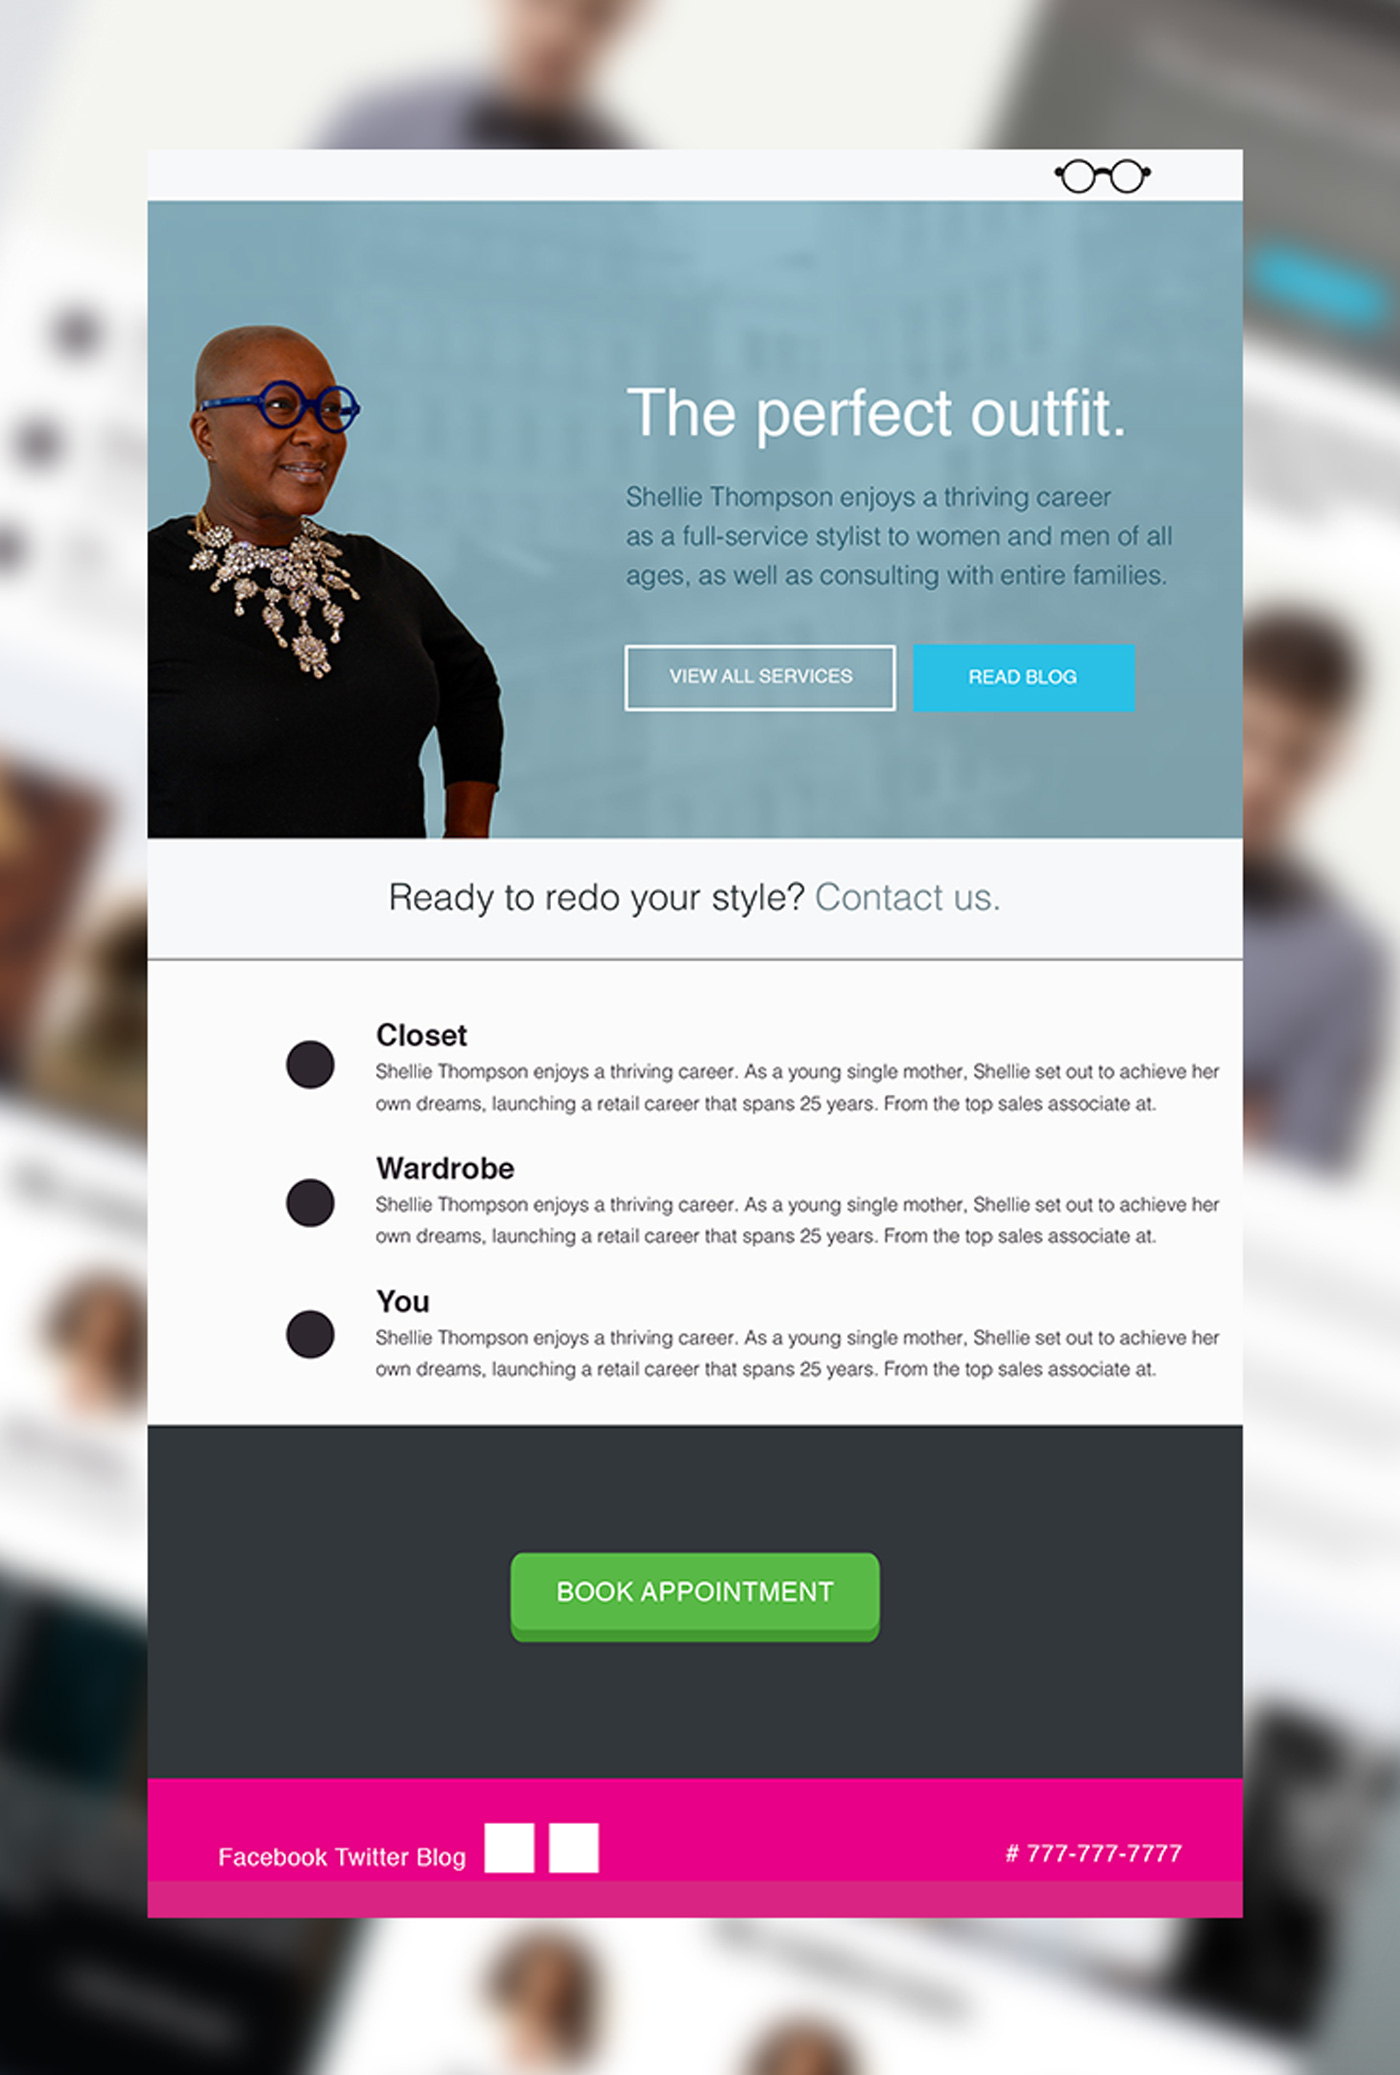 The perfect outfit.
Shellie Thompson enjoys a thriving career
as a full-service stylist to women and men of all
ages, as well as consulting with entire families.
VIEW ALL SERVICES
READ BLOG
Ready to redo your style? Contact us.
Closet
Shellie Thompson enjoys a thriving career. As a young single mother, Shellie set out to achieve her
own dreams, launching a retail career that spans 25 years. From the top sales associate at.
Wardrobe
Shellie Thompson enjoys a thriving career. As a young single mother, Shellie set out to achieve her
own dreams, launching a retail career that spans 25 years. From the top sales associate at.
You
Shellie Thompson enjoys a thriving career. As a young single mother, Shellie set out to achieve her
own dreams, launching a retail career that spans 25 years. From the top sales associate at.
BOOK APPOINTMENT
Facebook Twitter Blog
# 777-777-7777